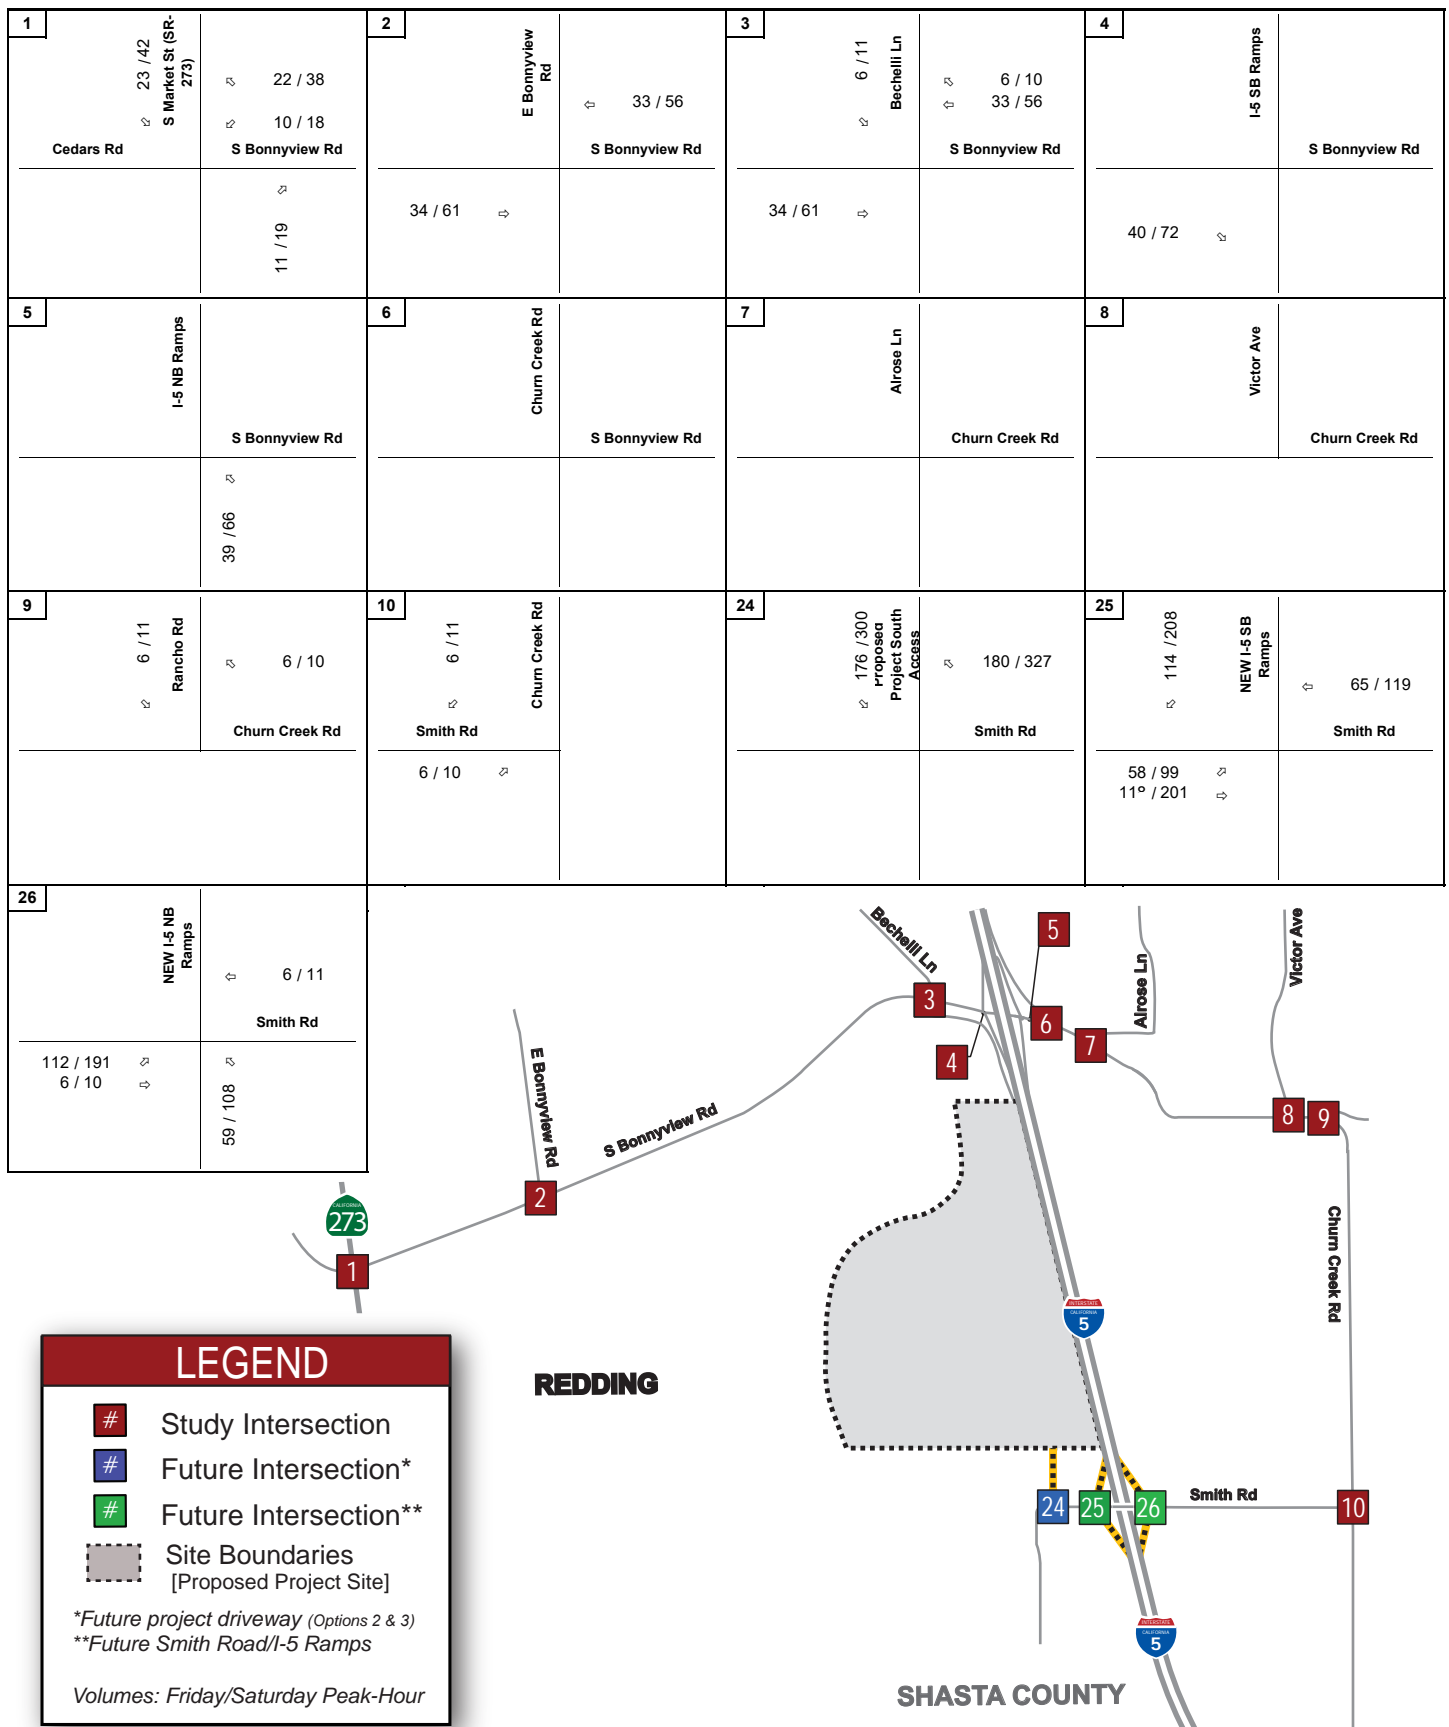 1
23 / 42
S Market St (SR-
273)
22 / 38
10 / 18
Cedars Rd
S Bonnyview Rd
11 / 19
2
E Bonnyview
Rd
33 / 56
S Bonnyview Rd
34 / 61
3
6 / 11
Bechelli Ln
6 / 10
33 / 56
S Bonnyview Rd
34 / 61
4
I-5 SB Ramps
S Bonnyview Rd
40 / 72
5
I-5 NB Ramps
S Bonnyview Rd
39 / 66
6
Churn Creek Rd
S Bonnyview Rd
7
Alrose Ln
Churn Creek Rd
8
Victor Ave
Churn Creek Rd
9
6 / 11
Rancho Rd
6 / 10
Churn Creek Rd
10
6 / 11
Churn Creek Rd
Smith Rd
6 / 10
24
176 / 300
Proposed
Project South
Access
180 / 327
Smith Rd
25
114 / 208
NEW I-5 SB
Ramps
65 / 119
Smith Rd
58 / 99
/ 201
26
NEW I-5 NB
Ramps
6 / 11
Smith Rd
112 / 191
6 / 10
59 / 108
Bechelli Ln
5
Alrose Ln
Victor Ave
3
6
4
7
8
9
E Bonnyview Rd
S Bonnyview Rd
2
CALIFORNIA
273
1
Churn Creek Rd
INTERSTATE
CALIFORNIA
5
REDDING
24
25
26
Smith Rd
10
INTERSTATE
CALIFORNIA
5
SHASTA COUNTY
LEGEND
# Study Intersection
# Future Intersection*
# Future Intersection**
Site Boundaries
[Proposed Project Site]
*Future project driveway (Options 2 & 3)
**Future Smith Road/I-5 Ramps
Volumes: Friday/Saturday Peak-Hour